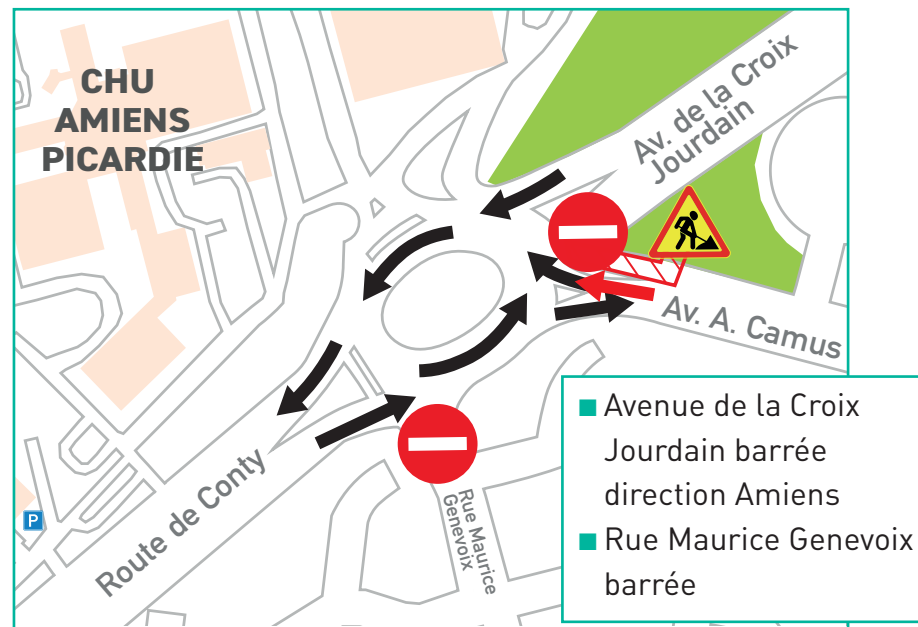 CHU
AMIENS
PICARDIE
Av. de la Croix
Jourdain
Av. A. Camus
Route de Conty
Rue Maurice
Genevoix
P
■ Avenue de la Croix
Jourdain barrée
direction Amiens
■ Rue Maurice Genevoix
barrée